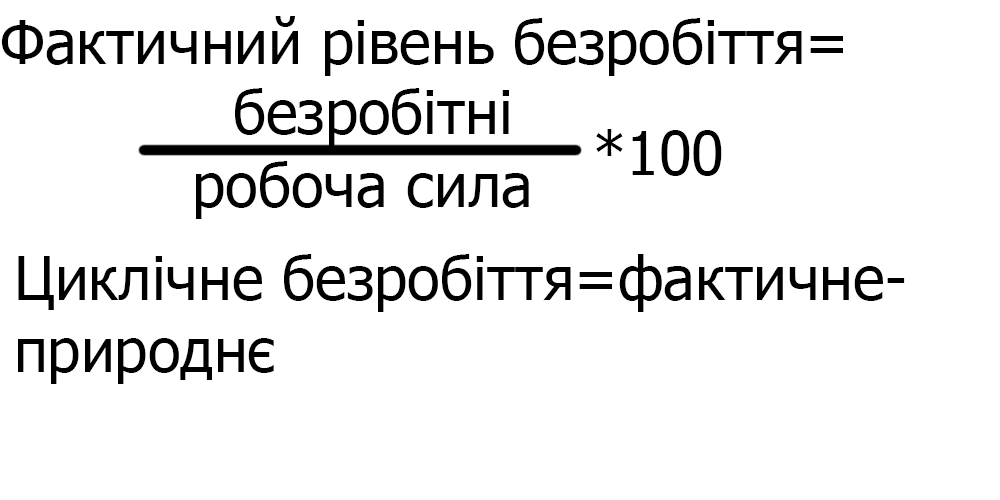 Фактичний рівень безробіття=
безробітні
робоча сила
*100
Циклічне безробіття=фактичне-
природнє